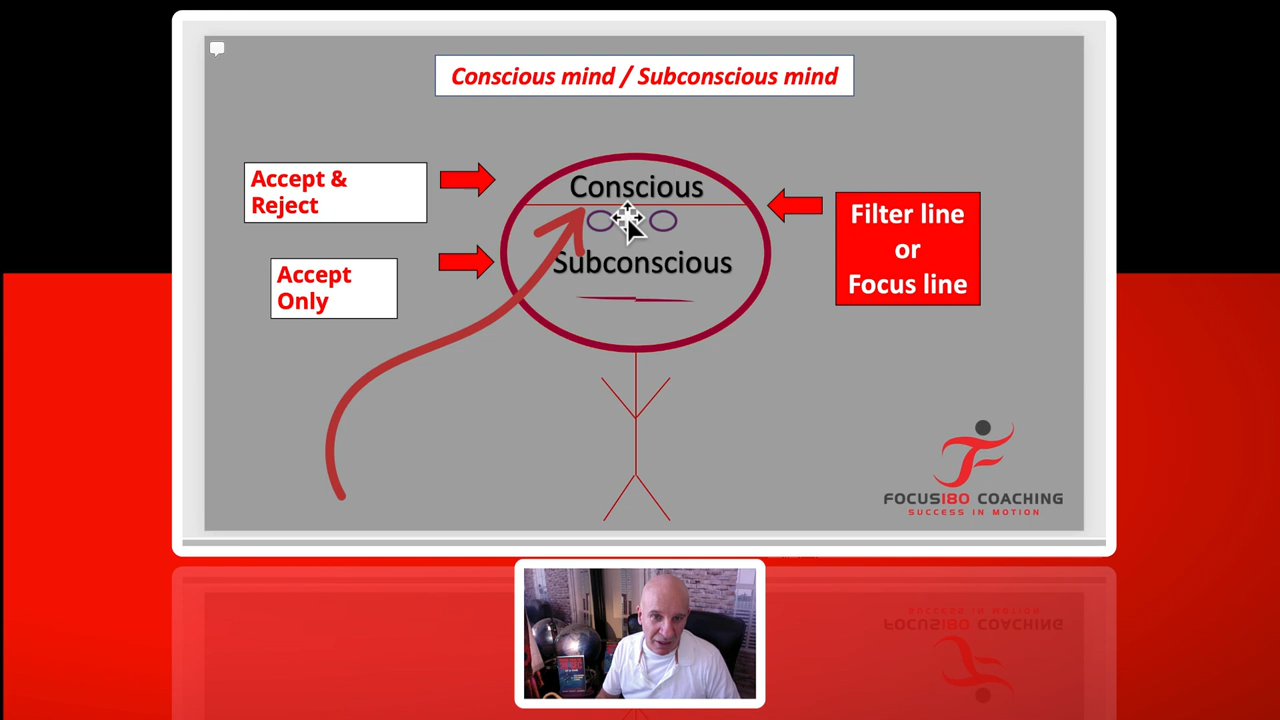 Conscious mind / Subconscious mind
Accept &
Reject
Conscious
Filter line
or
Focus line
Accept
Only
Subconscious
FOCUS180 COACHING
SUCCESS IN MOTION